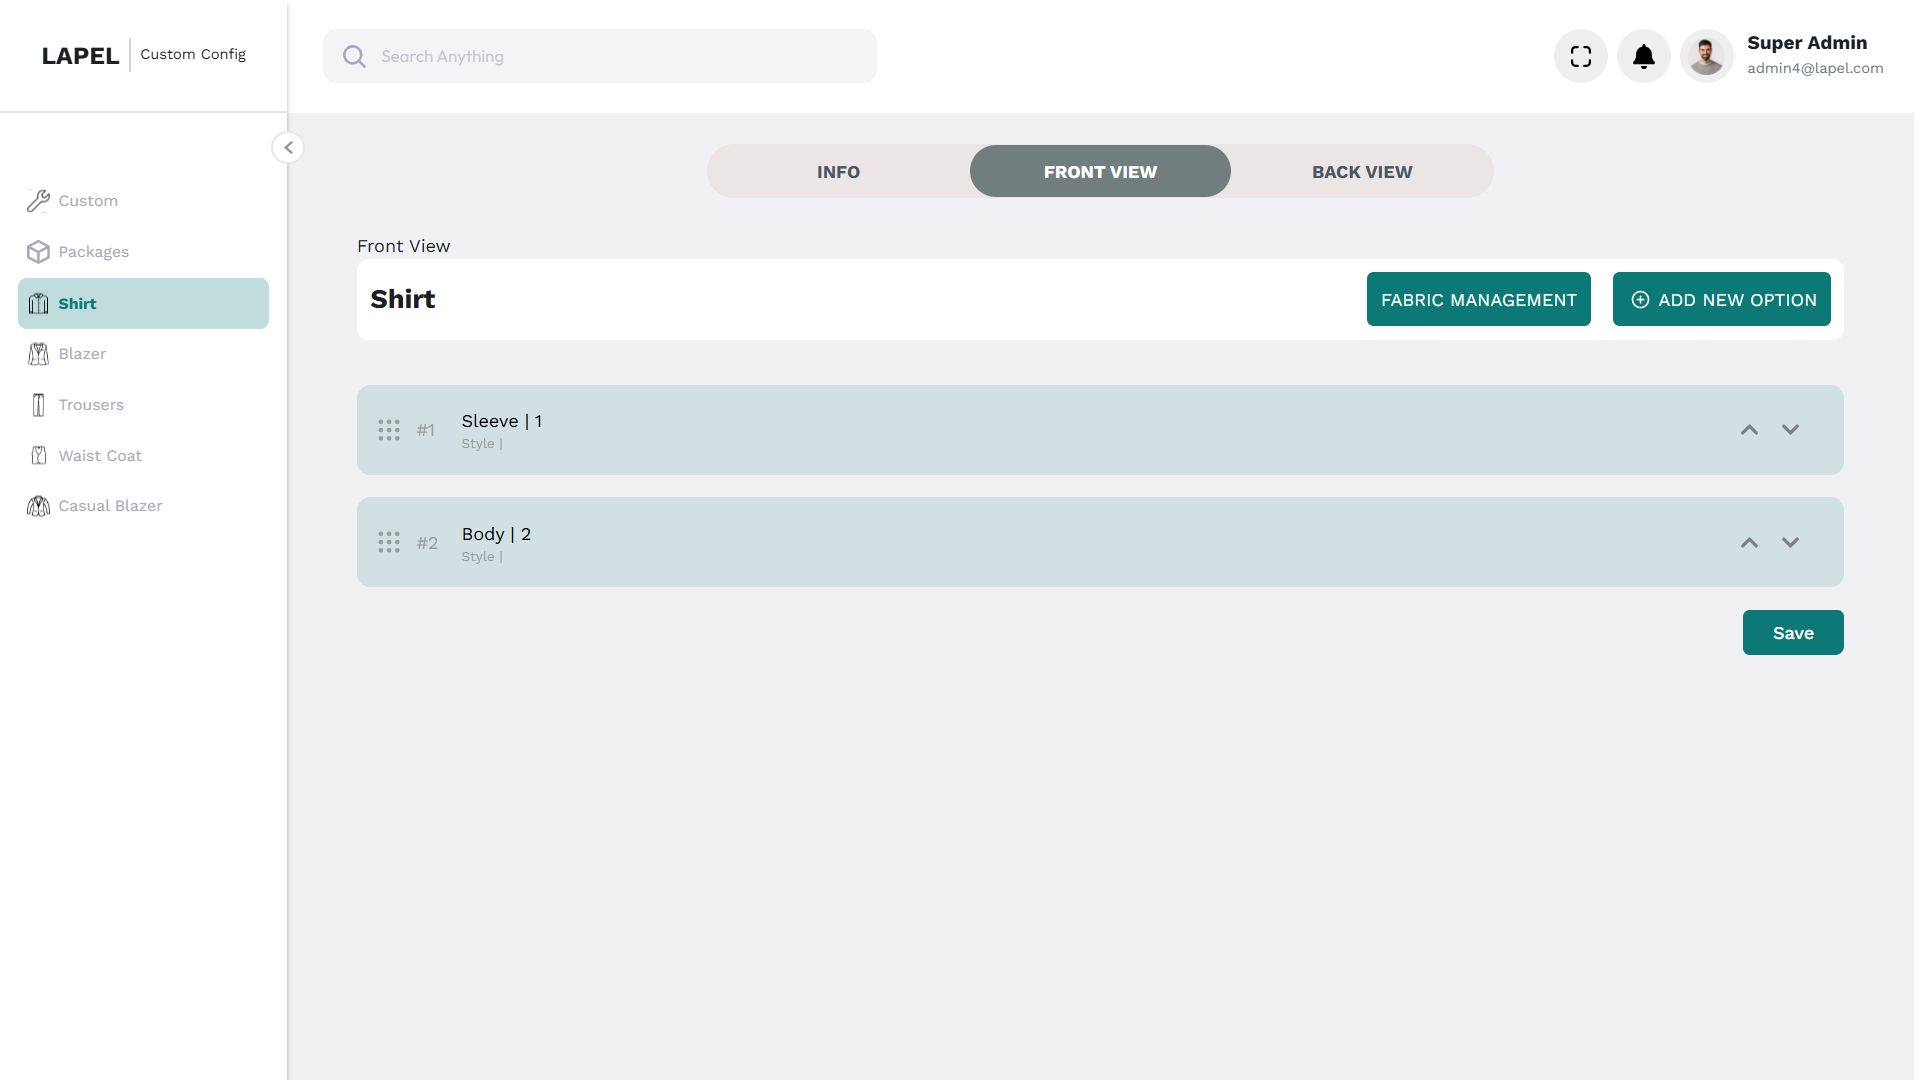 LAPEL
Custom Config
Search Anything
Super Admin
admin4@lapel.com
Custom
Packages
Shirt
Blazer
Trousers
Waist Coat
Casual Blazer
INFO
FRONT VIEW
BACK VIEW
Front View
Shirt
FABRIC MANAGEMENT
ADD NEW OPTION
#1
Sleeve | 1
Style |
#2
Body | 2
Style |
Save